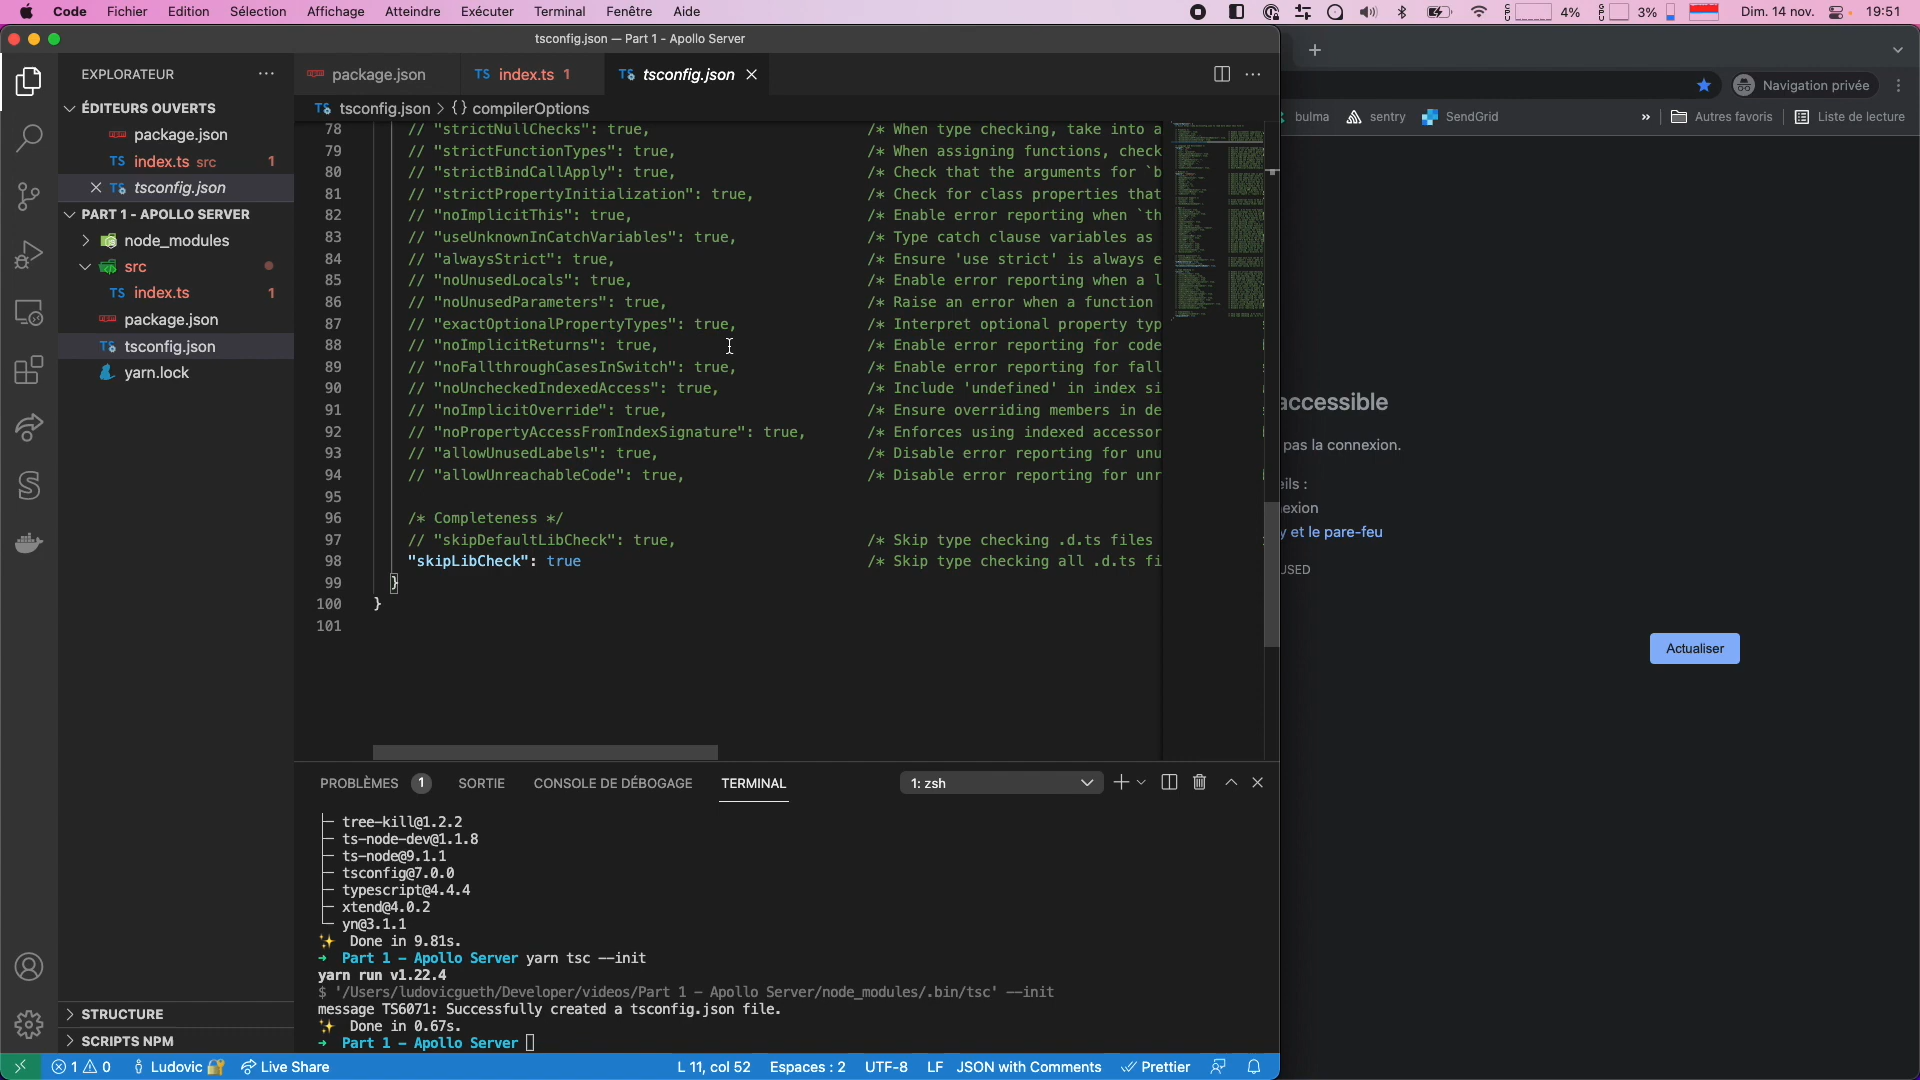 Code Fichier Edition Sélection Affichage Atteindre Exécuter Terminal Fenêtre Aide 4% 3% Dim. 14 nov. 19:51
tsconfig.json — Part 1 - Apollo Server
EXPLORATEUR
package.json
TS index.ts 1
TS tsconfig.json
ÉDITEURS OUVERTS
package.json
TS index.ts src 1
TS tsconfig.json
PART 1 - APOLLO SERVER
node_modules
src
TS index.ts 1
package.json
TS tsconfig.json
yarn.lock
STRUCTURE
SCRIPTS NPM
TS tsconfig.json > {} compilerOptions
78 // "strictNullChecks": true, /* When type checking, take into a
79 // "strictFunctionTypes": true, /* When assigning functions, check
80 // "strictBindCallApply": true, /* Check that the arguments for `b
81 // "strictPropertyInitialization": true, /* Check for class properties that
82 // "noImplicitThis": true, /* Enable error reporting when `th
83 // "useUnknownInCatchVariables": true, /* Type catch clause variables as
84 // "alwaysStrict": true, /* Ensure 'use strict' is always e
85 // "noUnusedLocals": true, /* Enable error reporting when a l
86 // "noUnusedParameters": true, /* Raise an error when a function
87 // "exactOptionalPropertyTypes": true, /* Interpret optional property typ
88 // "noImplicitReturns": true, /* Enable error reporting for code
89 // "noFallthroughCasesInSwitch": true, /* Enable error reporting for fall
90 // "noUncheckedIndexedAccess": true, /* Include 'undefined' in index si
91 // "noImplicitOverride": true, /* Ensure overriding members in de
92 // "noPropertyAccessFromIndexSignature": true, /* Enforces using indexed accessor
93 // "allowUnusedLabels": true, /* Disable error reporting for unu
94 // "allowUnreachableCode": true, /* Disable error reporting for unr
95
96 /* Completeness */
97 // "skipDefaultLibCheck": true, /* Skip type checking .d.ts files
98 "skipLibCheck": true /* Skip type checking all .d.ts fi
99 }
100 }
101
PROBLÈMES 1 SORTIE CONSOLE DE DÉBOGAGE TERMINAL 1: zsh
├─ tree-kill@1.2.2
├─ ts-node-dev@1.1.8
├─ ts-node@9.1.1
├─ tsconfig@7.0.0
├─ typescript@4.4.4
├─ xtend@4.0.2
└─ yn@3.1.1
✨ Done in 9.81s.
→ Part 1 - Apollo Server yarn tsc --init
yarn run v1.22.4
$ '/Users/ludovicgueth/Developer/videos/Part 1 - Apollo Server/node_modules/.bin/tsc' --init
message TS6071: Successfully created a tsconfig.json file.
✨ Done in 0.67s.
→ Part 1 - Apollo Server
1 0 Ludovic Live Share L 11, col 52 Espaces : 2 UTF-8 LF JSON with Comments Prettier
Navigation privée
bulma sentry SendGrid » Autres favoris Liste de lecture
accessible
pas la connexion.
eils :
nexion
y et le pare-feu
USED
Actualiser